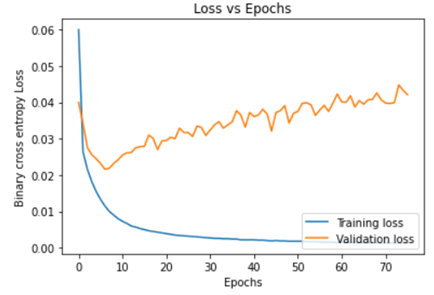 Loss vs Epochs
0.06
0.05
0.04
0.03
0.02
0.01
0.00
Binary cross entropy Loss
0 10 20 30 40 50 60 70
Epochs
Training loss
Validation loss